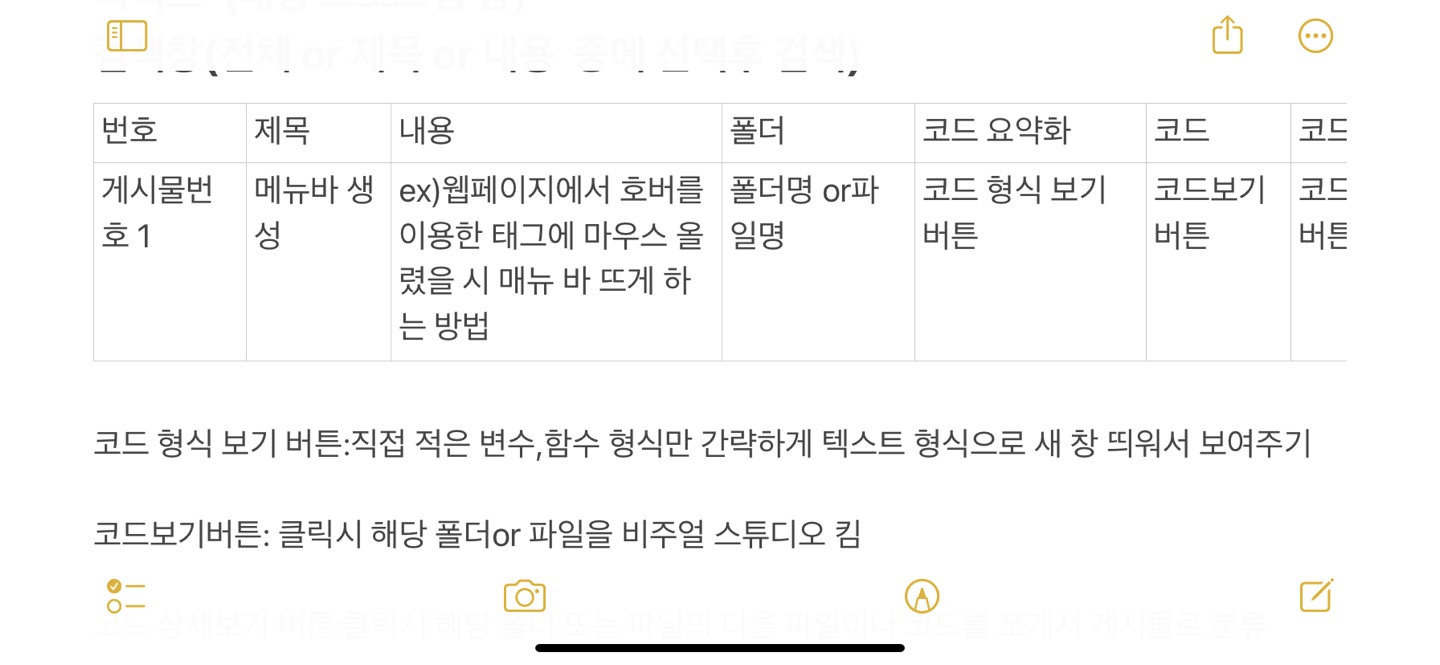 검색창(전체 or 제목 or 내용 중에 선택후 검색)
번호 제목 내용 폴더 코드 요약화 코드 코드
게시물번 메뉴바 생 ex)웹페이지에서 호버를 폴더명 or파 코드 형식 보기 코드보기 코드
호 1 성 이용한 태그에 마우스 올 일명 버튼 버튼 버튼
렸을 시 매뉴 바 뜨게 하
는 방법
코드 형식 보기 버튼:직접 적은 변수,함수 형식만 간략하게 텍스트 형식으로 새 창 띄워서 보여주기
코드보기버튼: 클릭시 해당 폴더or 파일을 비주얼 스튜디오 킴
코드 상세보기 버튼:클릭시 해당 폴더 또는 파일의 다른 파일이나 코드를 쪼개서 게시물로 분류